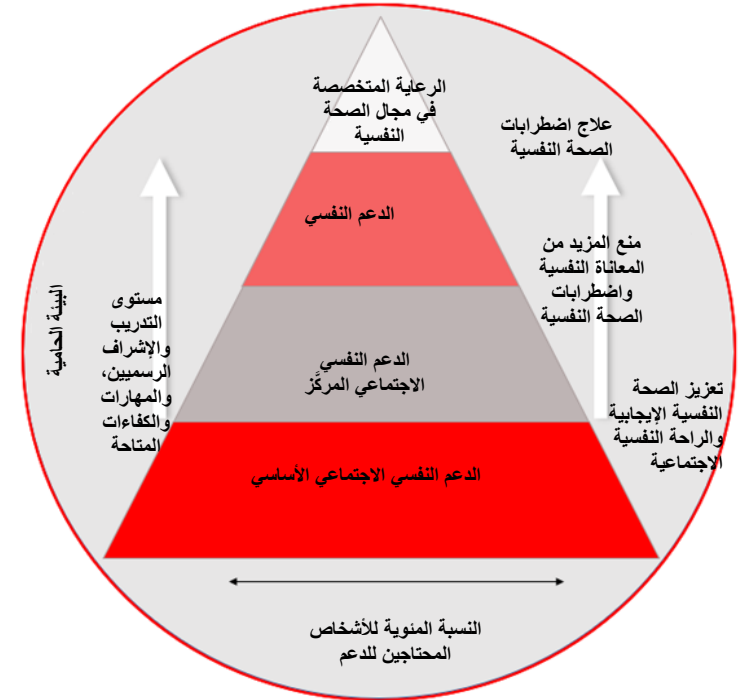 الرعاية المتخصصة
في مجال الصحة
النفسية
علاج اضطرابات
الصحة النفسية
الدعم النفسي
منع المزيد من
المعاناة النفسية
واضطرابات
الصحة النفسية
البيئة الحامية
مستوى
التدريب
والإشراف
الرسميين،
والمهارات
والكفاءات
المتاحة
الدعم النفسي
الاجتماعي المركَّز
تعزيز الصحة
النفسية الإيجابية
والراحة النفسية
الاجتماعية
الدعم النفسي الاجتماعي الأساسي
النسبة المئوية للأشخاص
المحتاجين للدعم